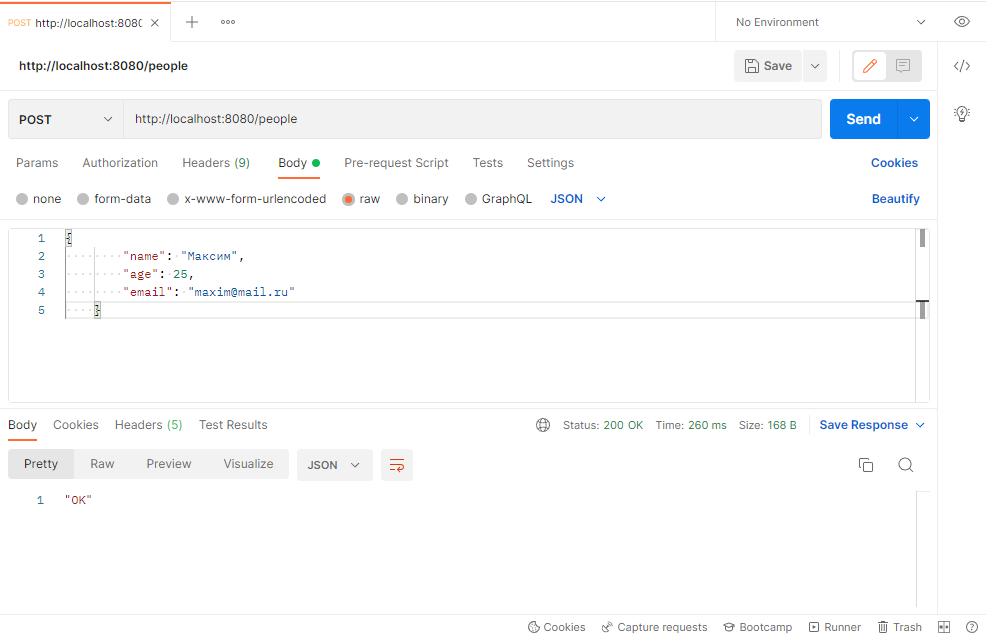 POST http://localhost:808
No Environment
http://localhost:8080/people
Save
POST http://localhost:8080/people Send
Params Authorization Headers (9) Body Pre-request Script Tests Settings Cookies
none form-data x-www-form-urlencoded raw binary GraphQL JSON Beautify
1 {
2 "name": "Максим",
3 "age": 25,
4 "email": "maxim@mail.ru"
5 }
Body Cookies Headers (5) Test Results Status: 200 OK Time: 260 ms Size: 168 B Save Response
Pretty Raw Preview Visualize JSON
1 "OK"
Cookies Capture requests Bootcamp Runner Trash